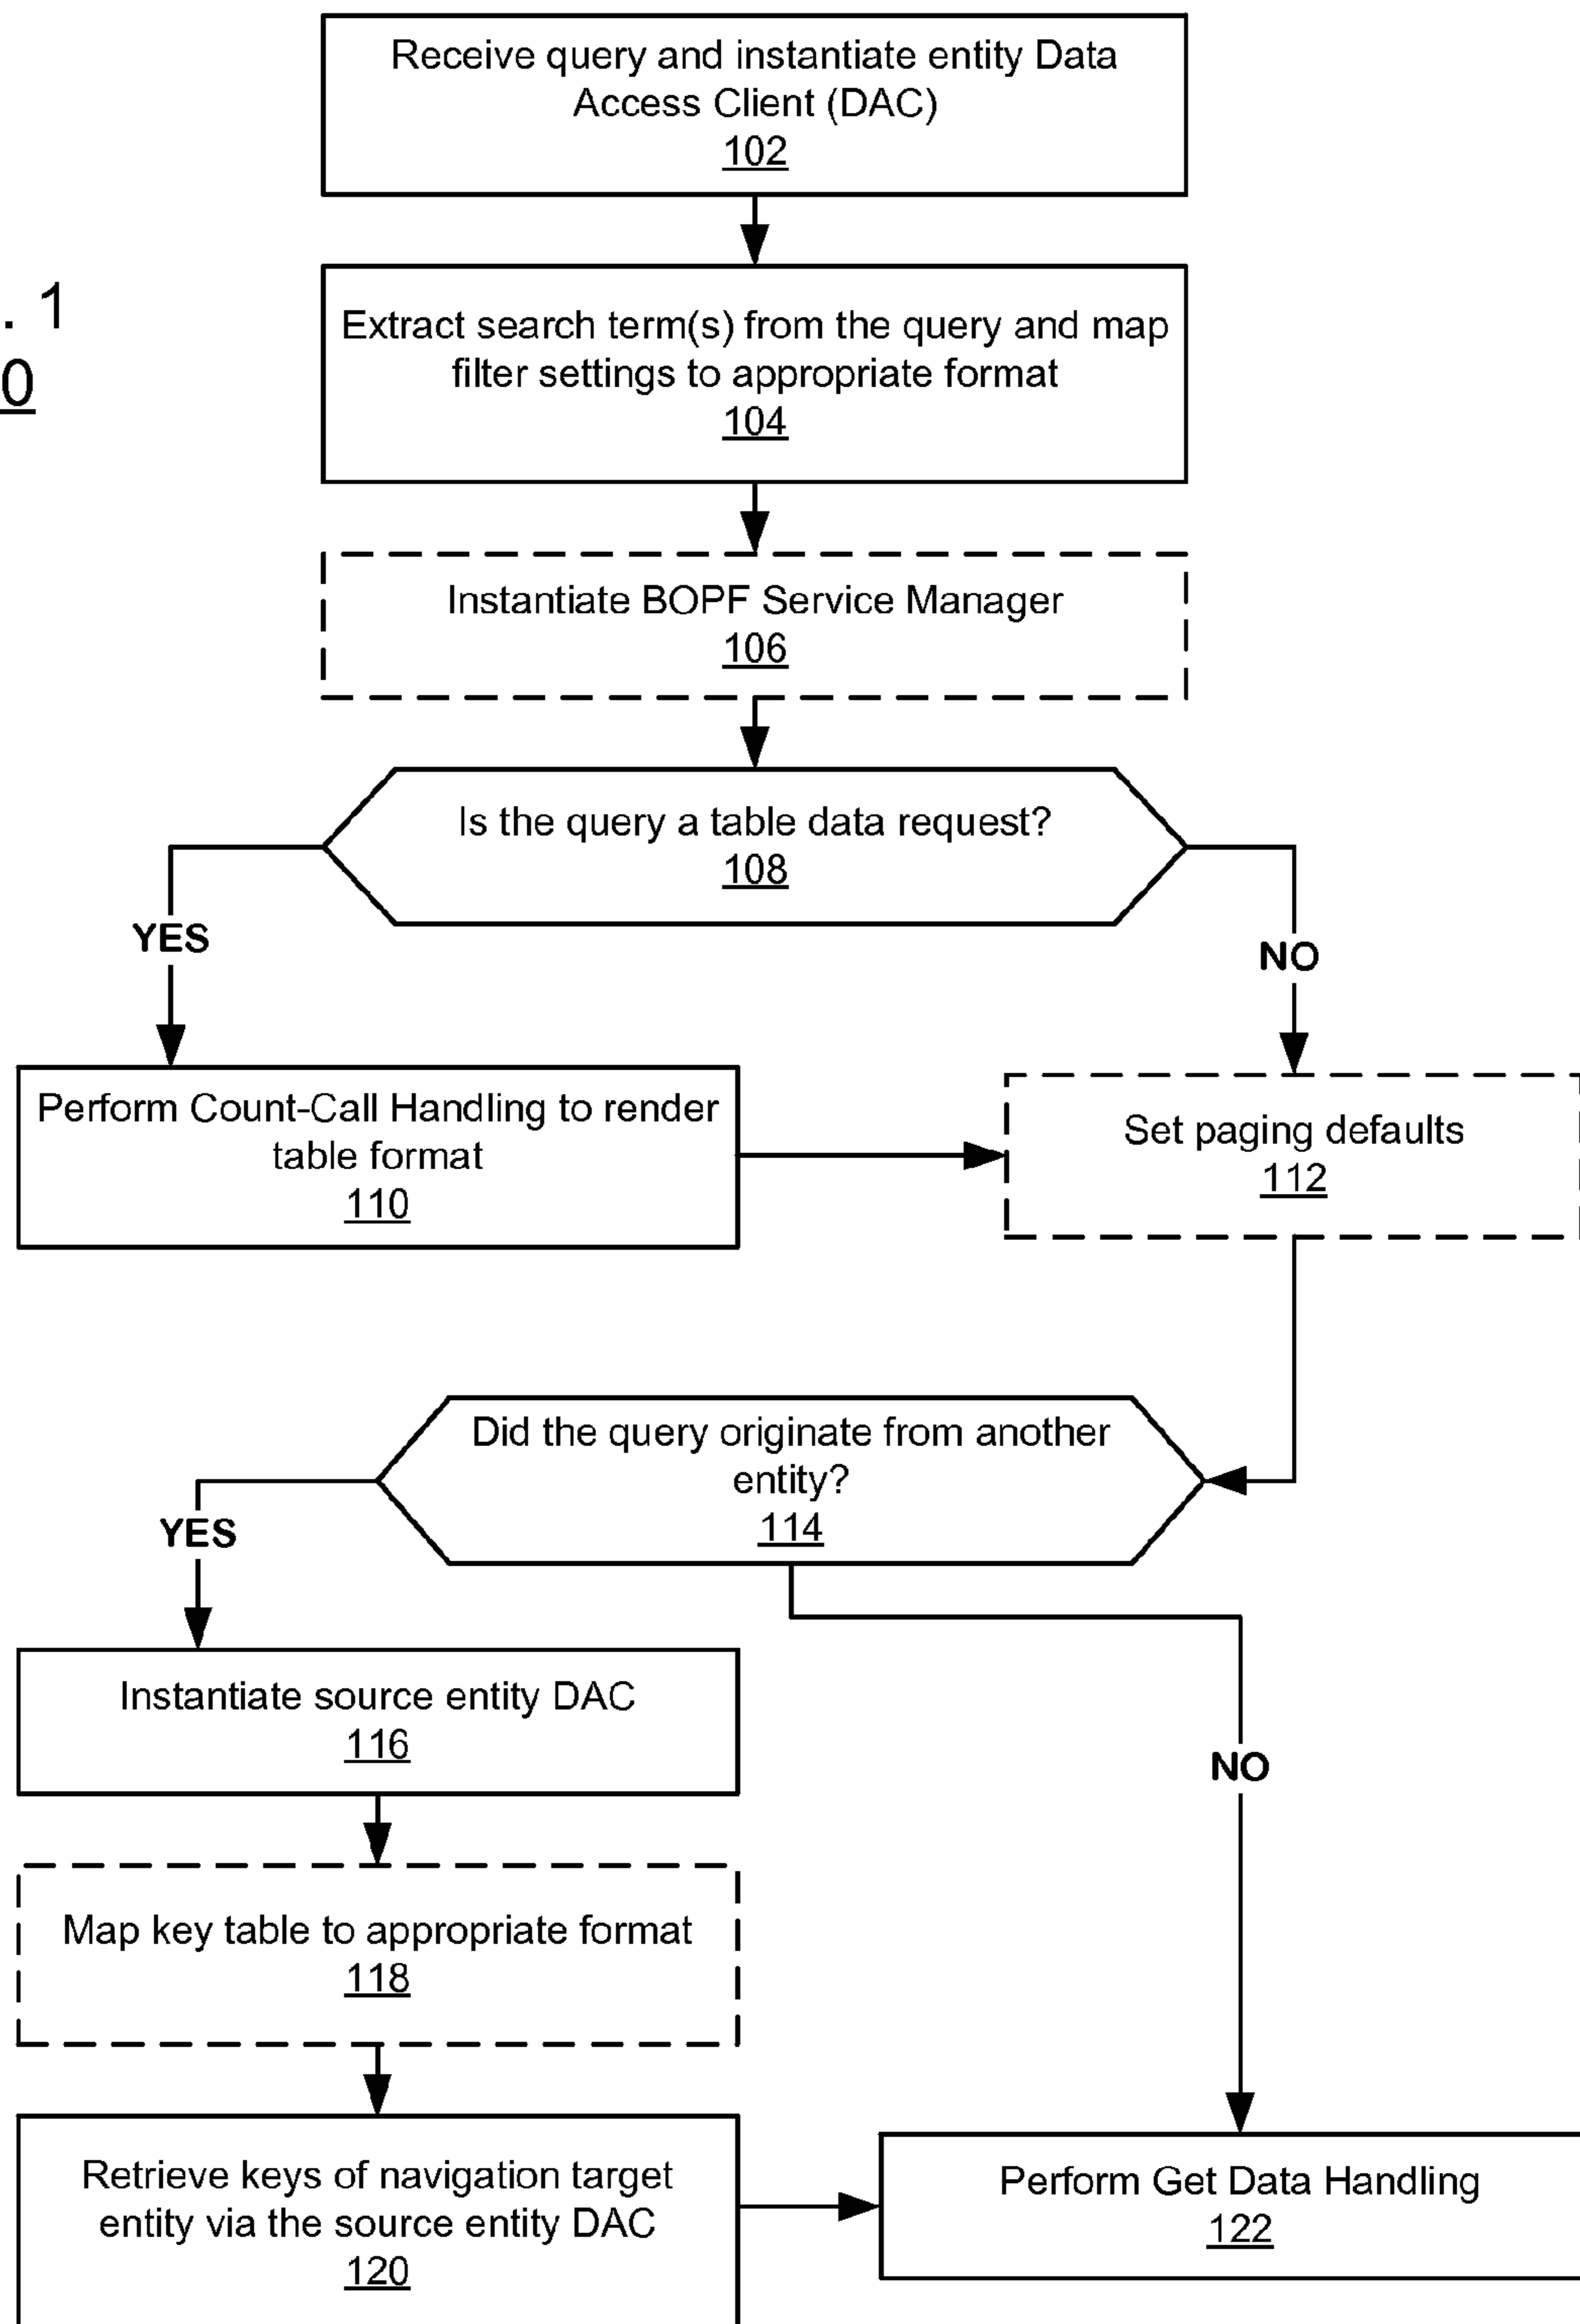 Receive query and instantiate entity Data
Access Client (DAC)
102
. 1
0
Extract search term(s) from the query and map
filter settings to appropriate format
104
Instantiate BOPF Service Manager
106
Is the query a table data request?
108
YES
NO
Perform Count-Call Handling to render
table format
110
Set paging defaults
112
Did the query originate from another
entity?
114
YES
Instantiate source entity DAC
116
NO
Map key table to appropriate format
118
Retrieve keys of navigation target
entity via the source entity DAC
120
Perform Get Data Handling
122